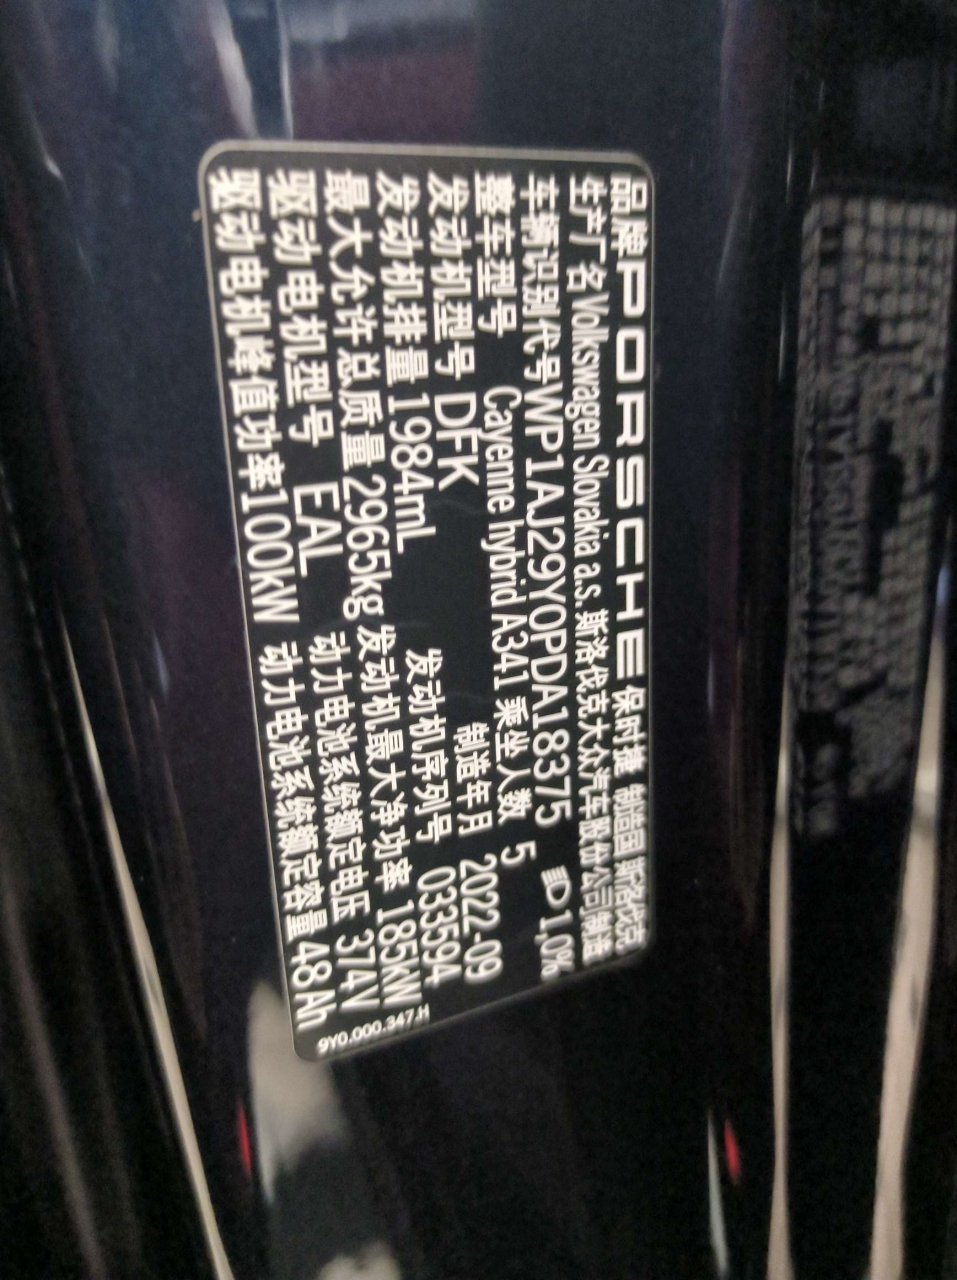 品牌 PORSCHE 保时捷 制造国 斯洛伐克
生产厂名 Volkswagen Slovakia a.s. 斯洛伐克大众汽车股份公司制造
车辆识别代号 WP1AJ29Y0PDA18375 1,0%
整车型号 Cayenne hybrid A341 乘坐人数 5
发动机型号 DFK 制造年月 2022-09
发动机排量 1984mL 发动机序列号 033594
最大允许总质量 2965kg 发动机最大净功率 185kW
驱动电机型号 EAL 动力电池系统额定电压 374V
驱动电机峰值功率 100kW 动力电池系统额定容量 48Ah
9Y0.000.347.H